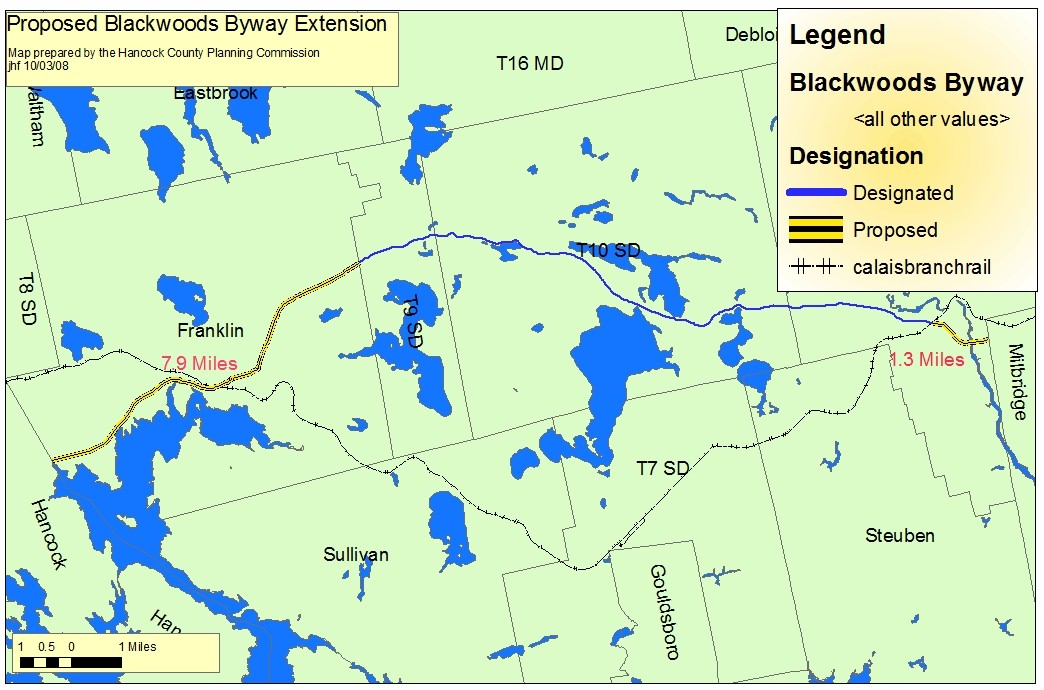 Proposed Blackwoods Byway Extension
Map prepared by the Hancock County Planning Commission
jhf 10/03/08
Legend
Blackwoods Byway
<all other values>
Designation
Designated
Proposed
calaisbranchrail
T16 MD
Eastbrook
T10 SD
T8 SD
T9 SD
Franklin
7.9 Miles
1.3 Miles
Milbridge
T7 SD
Hancock
Sullivan
Steuben
Gouldsboro
1 0.5 0 1 Miles